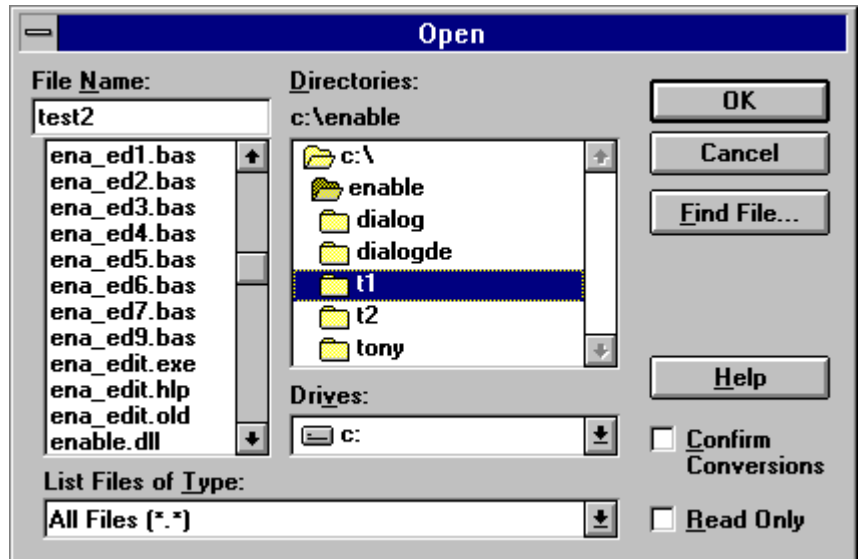 Open
File Name:
test2
ena_ed1.bas
ena_ed2.bas
ena_ed3.bas
ena_ed4.bas
ena_ed5.bas
ena_ed6.bas
ena_ed7.bas
ena_ed9.bas
ena_edit.exe
ena_edit.hlp
ena_edit.old
enable.dll
List Files of Type:
All Files (*.*)
Directories:
c:\enable
c:\
enable
dialog
dialogde
t1
t2
tony
Drives:
c:
OK
Cancel
Find File...
Help
Confirm
Conversions
Read Only